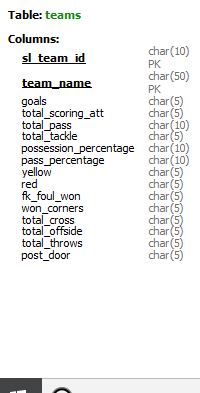 Table: teams
Columns:
sl_team_id char(10) PK
team_name char(50) PK
goals char(5)
total_scoring_att char(5)
total_pass char(10)
total_tackle char(5)
possession_percentage char(10)
pass_percentage char(10)
yellow char(5)
red char(5)
fk_foul_won char(5)
won_corners char(5)
total_cross char(5)
total_offside char(5)
total_throws char(5)
post_door char(5)